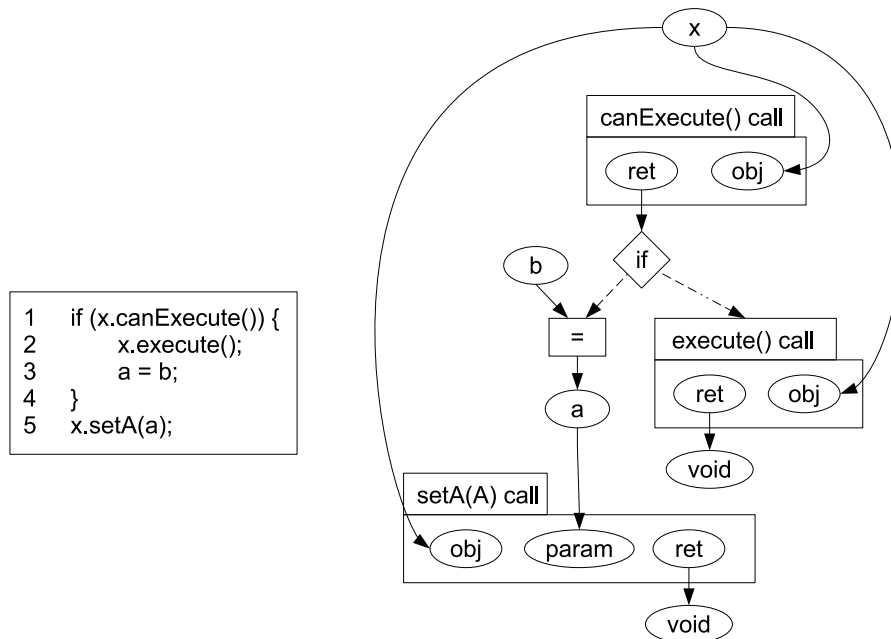 1 if (x.canExecute()) {
2 x.execute();
3 a = b;
4 }
5 x.setA(a);
x
canExecute() call
ret obj
if
b
=
execute() call
ret obj
a
void
setA(A) call
obj param ret
void